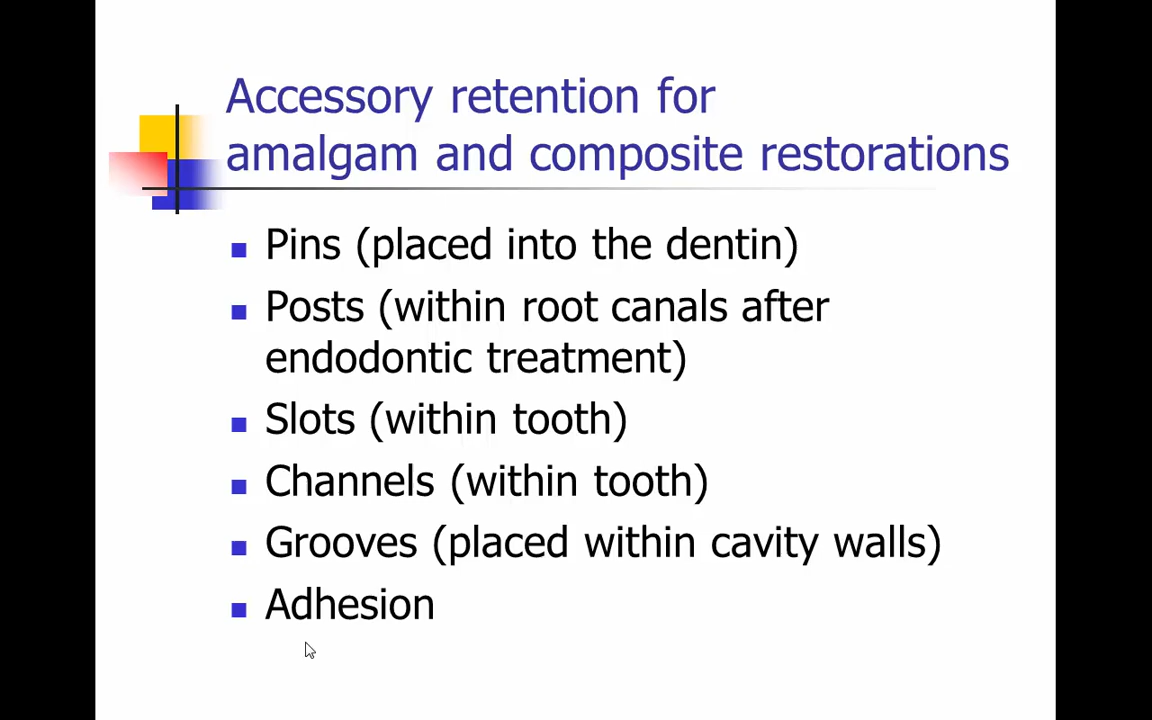 Accessory retention for
amalgam and composite restorations
Pins (placed into the dentin)
Posts (within root canals after
endodontic treatment)
Slots (within tooth)
Channels (within tooth)
Grooves (placed within cavity walls)
Adhesion